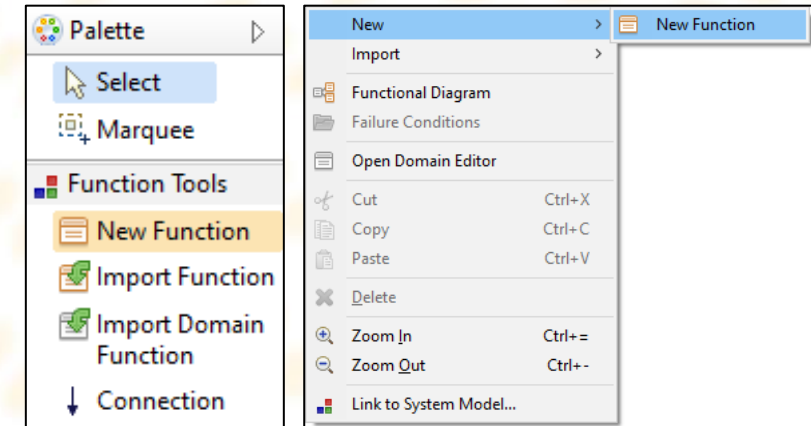 Palette
Select
Marquee
Function Tools
New Function
Import Function
Import Domain
Function
Connection
New > New Function
Import >
Functional Diagram
Failure Conditions
Open Domain Editor
Cut Ctrl+X
Copy Ctrl+C
Paste Ctrl+V
Delete
Zoom In Ctrl+=
Zoom Out Ctrl+-
Link to System Model...